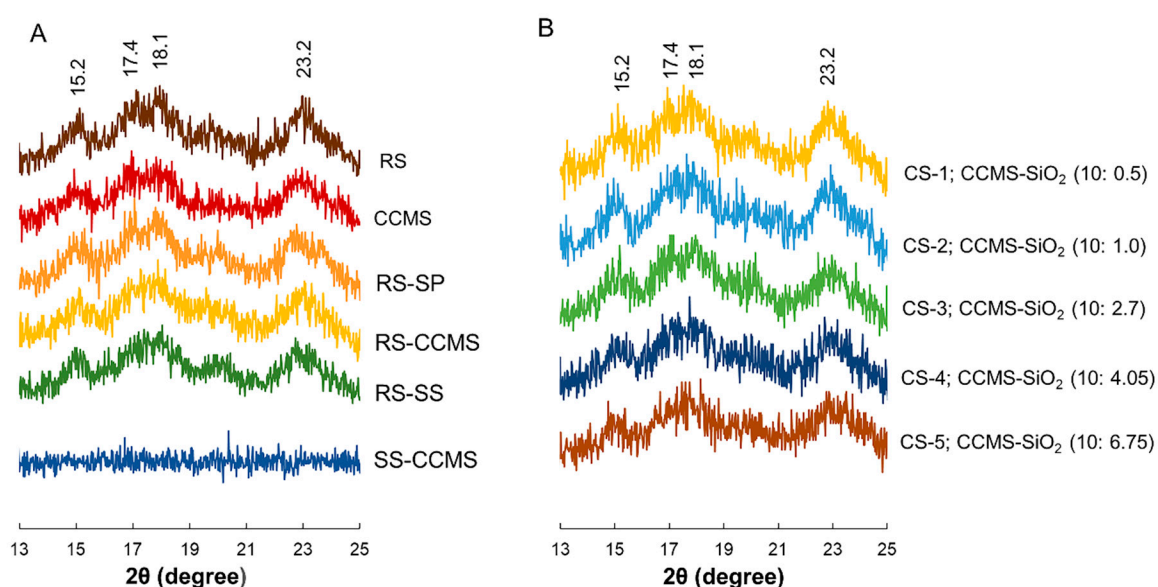 A
15.2
17.4
18.1
23.2
RS
CCMS
RS-SP
RS-CCMS
RS-SS
SS-CCMS
13 15 17 19 21 23 25
2θ (degree)
B
15.2
17.4
18.1
23.2
CS-1; CCMS-SiO₂ (10: 0.5)
CS-2; CCMS-SiO₂ (10: 1.0)
CS-3; CCMS-SiO₂ (10: 2.7)
CS-4; CCMS-SiO₂ (10: 4.05)
CS-5; CCMS-SiO₂ (10: 6.75)
13 15 17 19 21 23 25
2θ (degree)